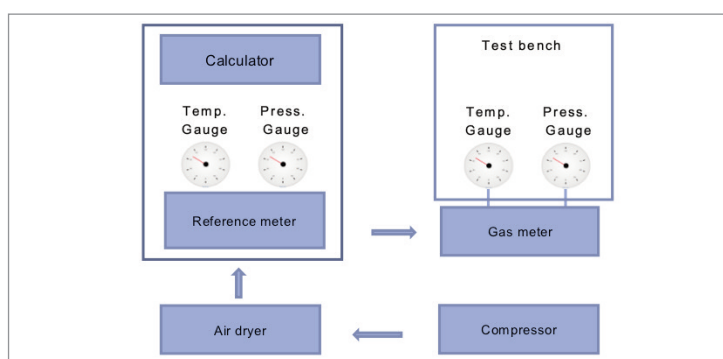 Calculator
Temp.
Gauge
Press.
Gauge
Reference meter
Test bench
Temp.
Gauge
Press.
Gauge
Gas meter
Air dryer
Compressor